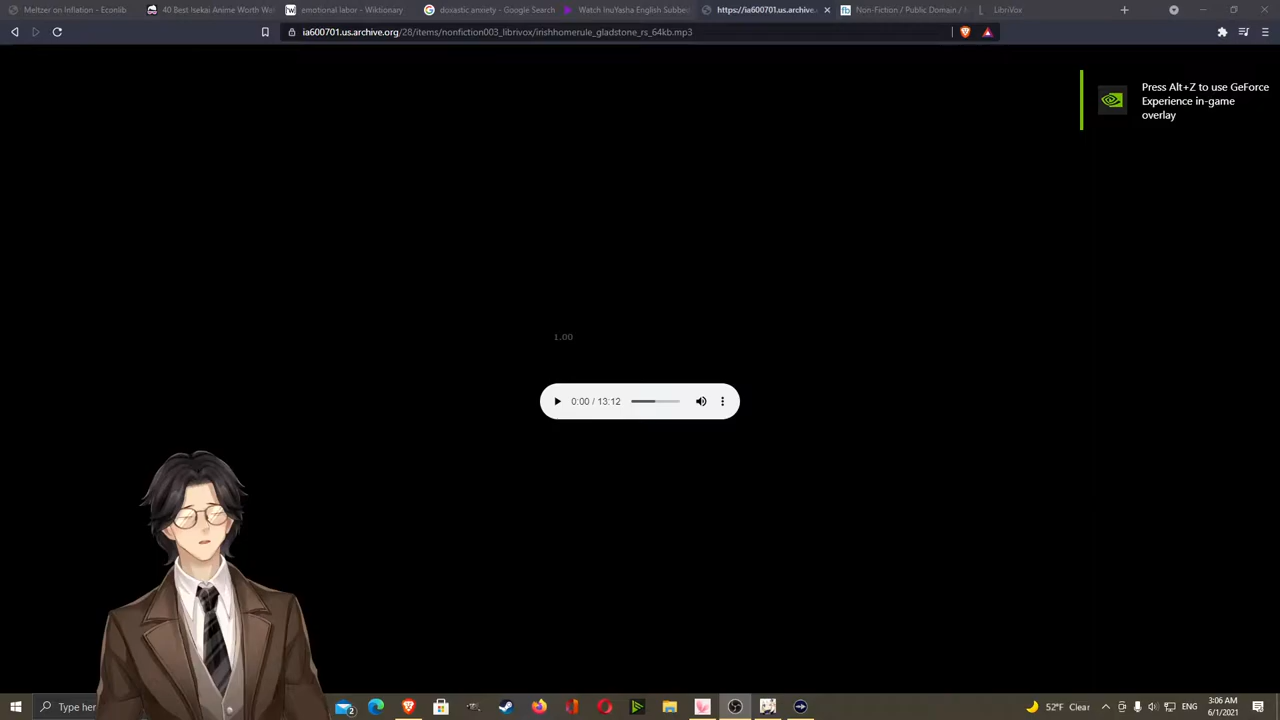 Meltzer on Inflation - Econlib
40 Best Isekai Anime Worth Wat
emotional labor - Wiktionary
doxastic anxiety - Google Search
Watch InuYasha English Subbe
https://ia600701.us.archive.
Non-Fiction / Public Domain /
LibriVox
ia600701.us.archive.org/28/items/nonfiction003_librivox/irishhomerule_gladstone_rs_64kb.mp3
Press Alt+Z to use GeForce
Experience in-game
overlay
1.00
0:00 / 13:12
Type her
2
52°F Clear
ENG
3:06 AM
6/1/2021